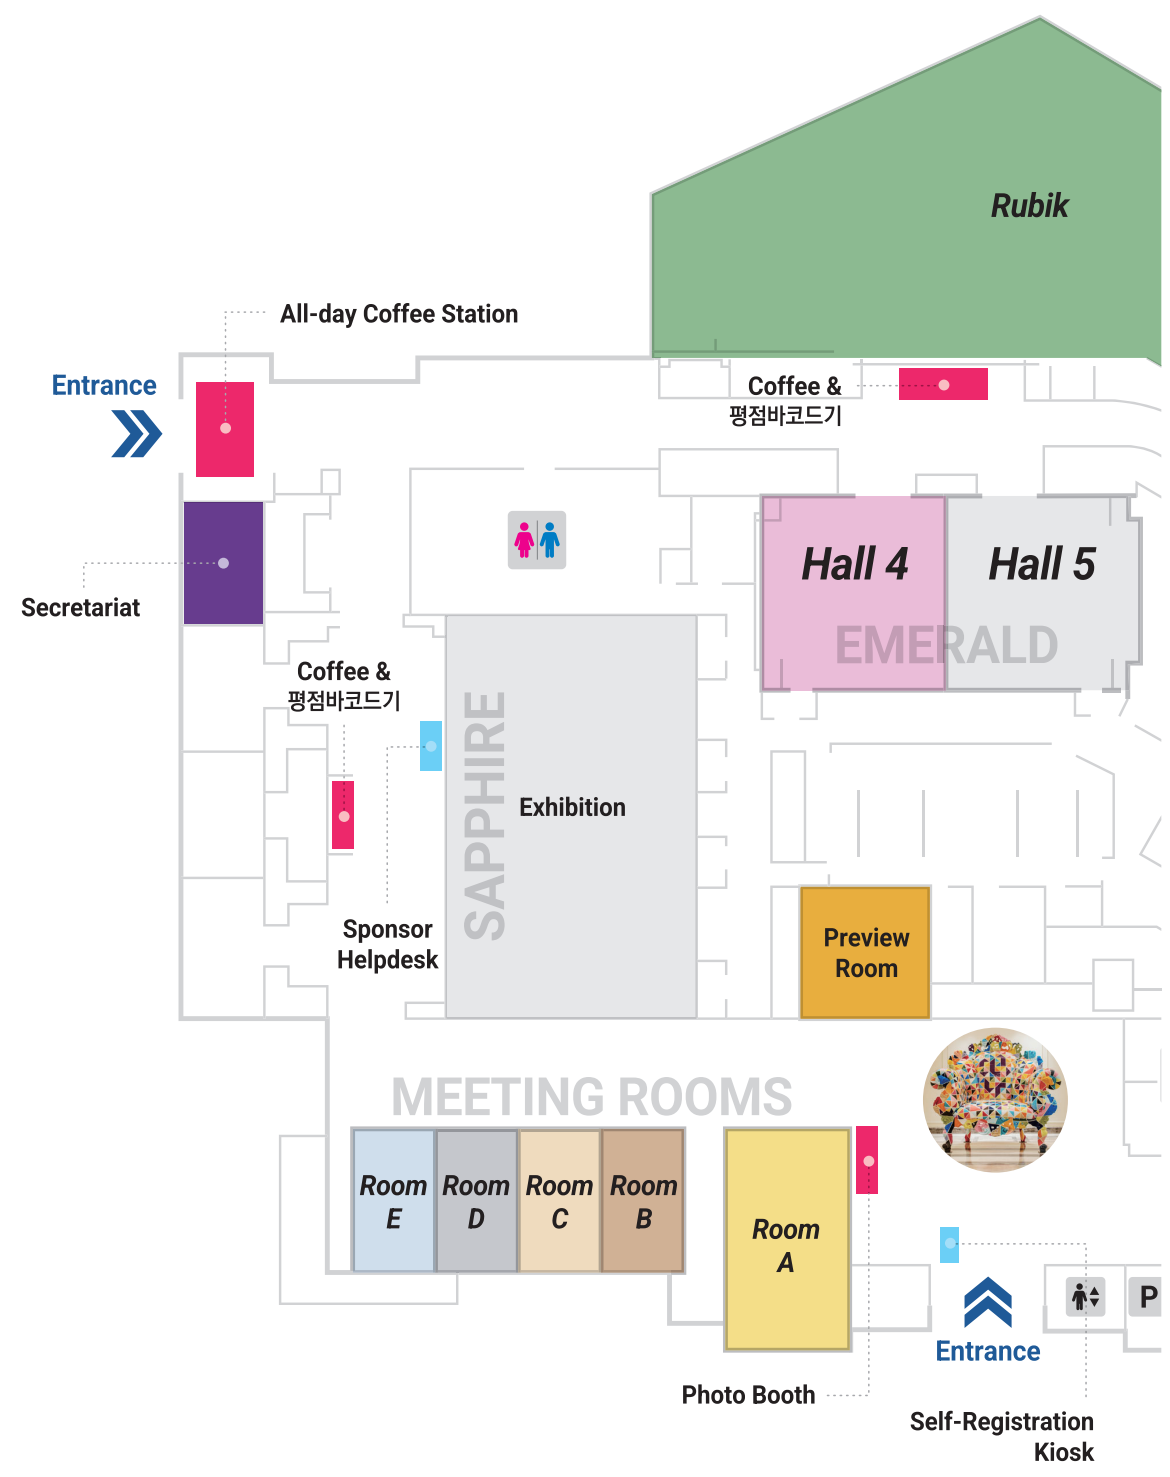 Rubik
All-day Coffee Station
Entrance
Coffee &
평점바코드기
Hall 4
Hall 5
EMERALD
Secretariat
Coffee &
평점바코드기
SAPPHIRE
Exhibition
Sponsor
Helpdesk
Preview
Room
MEETING ROOMS
Room
E
Room
D
Room
C
Room
B
Room
A
P
Entrance
Photo Booth
Self-Registration
Kiosk